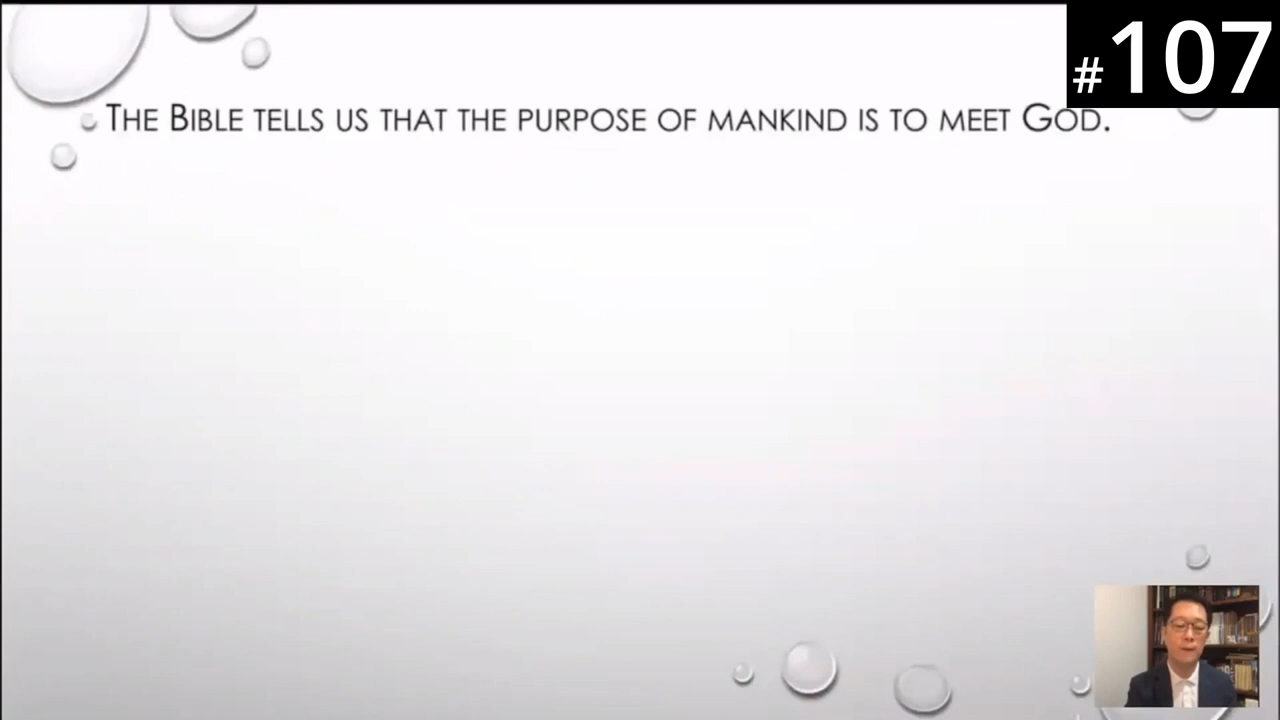 #107
The Bible tells us that the purpose of mankind is to meet God.